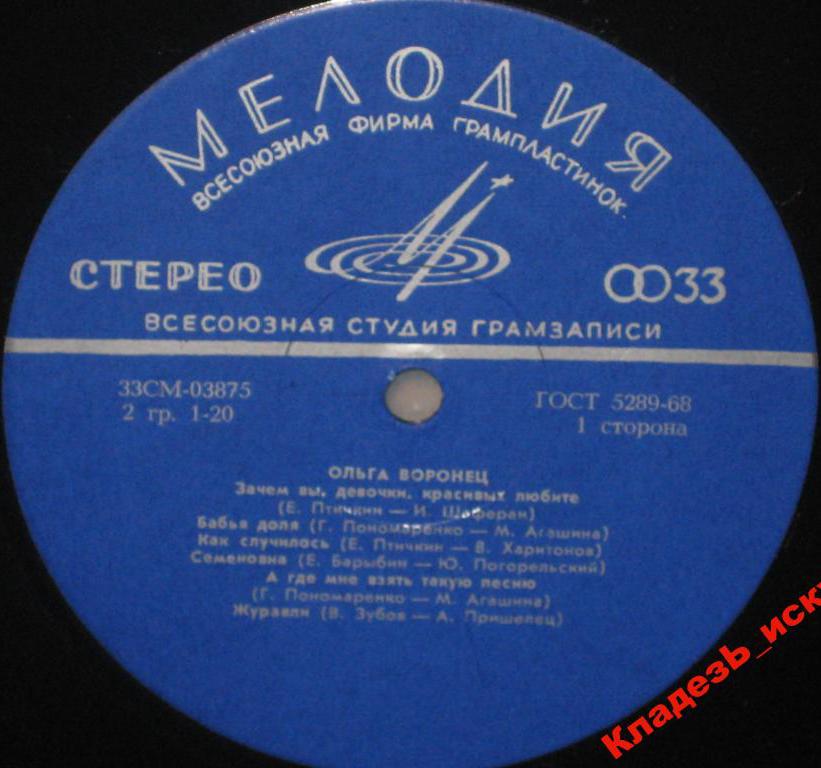 МЕЛОДИЯ
ВСЕСОЮЗНАЯ ФИРМА ГРАМПЛАСТИНОК.
СТЕРЕО
33
ВСЕСОЮЗНАЯ СТУДИЯ ГРАМЗАПИСИ
33СМ-03875
ГОСТ 5289-68
2 гр. 1-20
1 сторона
ОЛЬГА ВОРОНЕЦ
Зачем вы, девочки, красивых любите
(Е. Птичкин — И. Шаферан)
Бабья доля (Г. Пономаренко — М. Агашина)
Как случилось (Е. Птичкин — В. Харитонов)
Семеновна (Е. Барыбин — Ю. Погорельский)
А где мне взять такую песню
(Г. Пономаренко — М. Агашина)
Журавли (В. Зубов — А. Пришелец)
Кладезь_иску